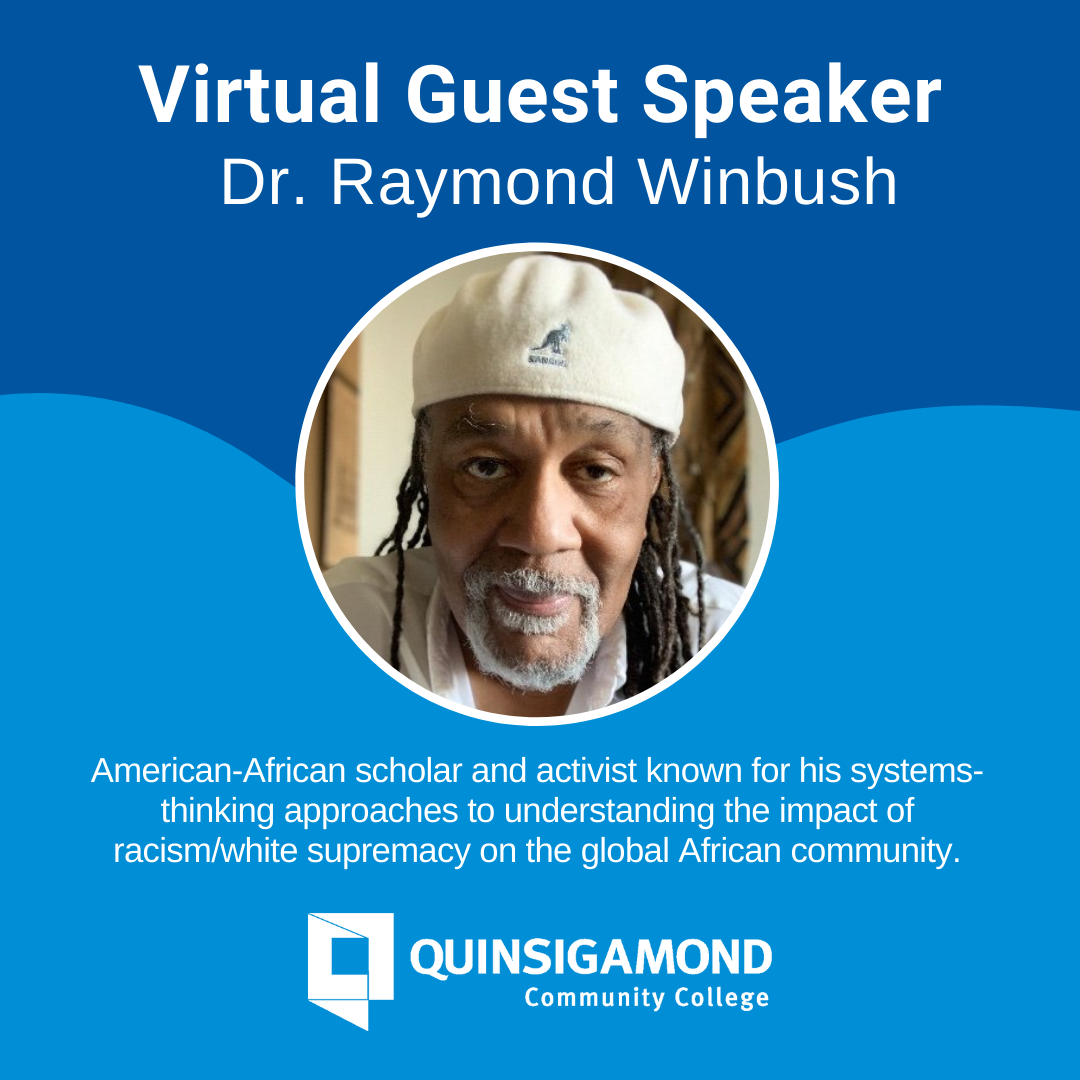 Virtual Guest Speaker
Dr. Raymond Winbush
KANGOL
American-African scholar and activist known for his systems-
thinking approaches to understanding the impact of
racism/white supremacy on the global African community.
QUINSIGAMOND
Community College